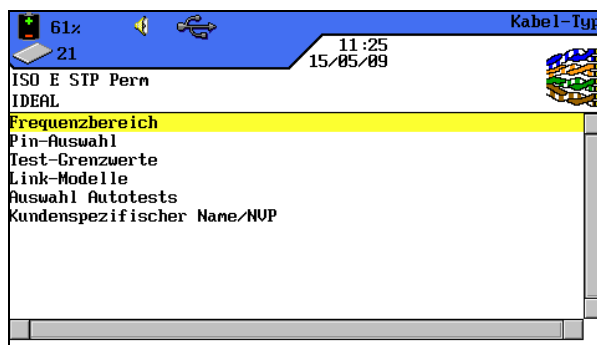 61%
Kabel-Typ
21
11:25
15/05/09
ISO E STP Perm
IDEAL
Frequenzbereich
Pin-Auswahl
Test-Grenzwerte
Link-Modelle
Auswahl Autotests
Kundenspezifischer Name/NVP